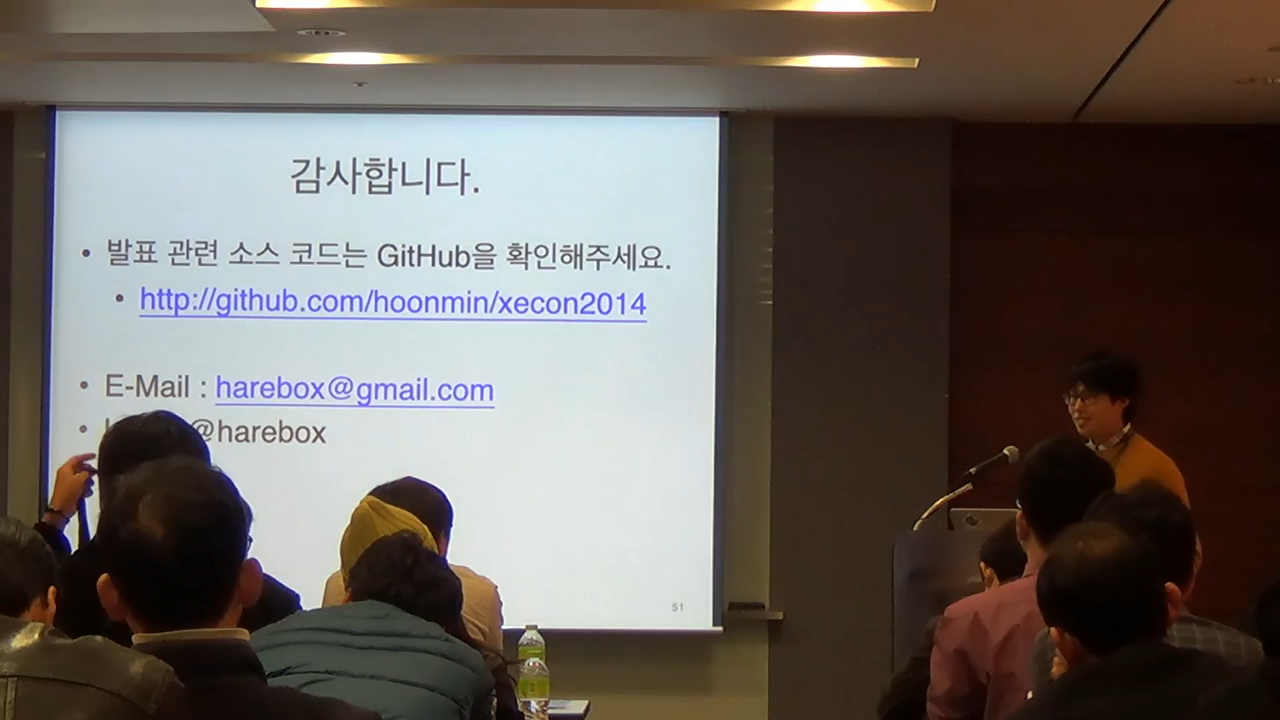 감사합니다.
• 발표 관련 소스 코드는 GitHub을 확인해주세요.
• http://github.com/hoonmin/xecon2014
• E-Mail : harebox@gmail.com
• @harebox
51